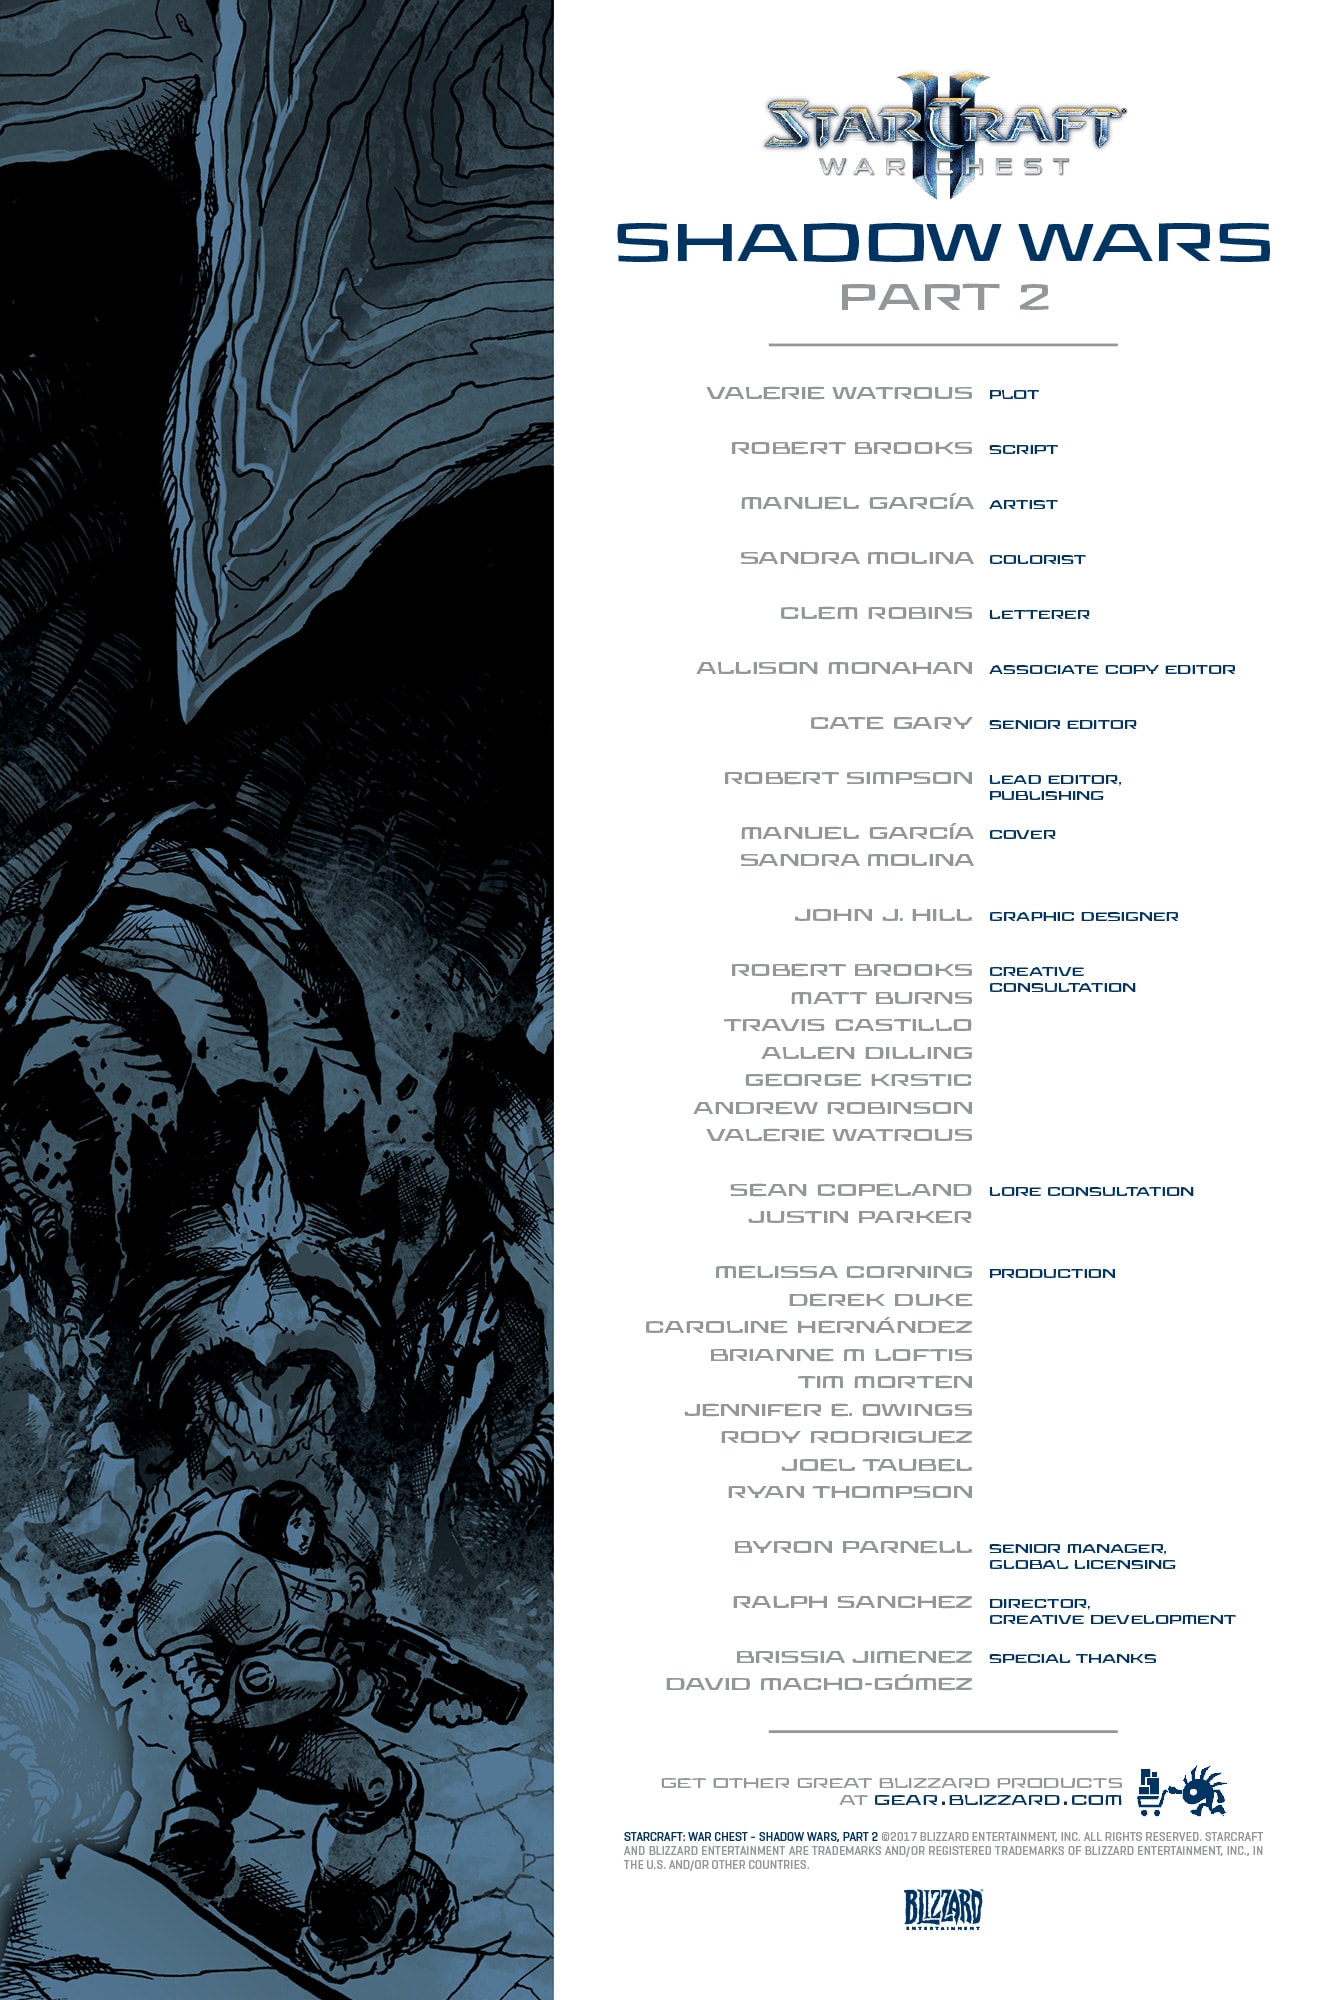 STARCRAFT II
WAR CHEST
SHADOW WARS
PART 2
VALERIE WATROUS PLOT
ROBERT BROOKS SCRIPT
MANUEL GARCÍA ARTIST
SANDRA MOLINA COLORIST
CLEM ROBINS LETTERER
ALLISON MONAHAN ASSOCIATE COPY EDITOR
CATE GARY SENIOR EDITOR
ROBERT SIMPSON LEAD EDITOR,
PUBLISHING
MANUEL GARCÍA COVER
SANDRA MOLINA
JOHN J. HILL GRAPHIC DESIGNER
ROBERT BROOKS CREATIVE
CONSULTATION
MATT BURNS
TRAVIS CASTILLO
ALLEN DILLING
GEORGE KRSTIC
ANDREW ROBINSON
VALERIE WATROUS
SEAN COPELAND LORE CONSULTATION
JUSTIN PARKER
MELISSA CORNING PRODUCTION
DEREK DUKE
CAROLINE HERNÁNDEZ
BRIANNE M LOFTIS
TIM MORTEN
JENNIFER E. OWINGS
RODY RODRIGUEZ
JOEL TAUBEL
RYAN THOMPSON
BYRON PARNELL SENIOR MANAGER,
GLOBAL LICENSING
RALPH SANCHEZ DIRECTOR,
CREATIVE DEVELOPMENT
BRISSIA JIMENEZ SPECIAL THANKS
DAVID MACHO-GÓMEZ
GET OTHER GREAT BLIZZARD PRODUCTS
AT GEAR.BLIZZARD.COM
STARCRAFT: WAR CHEST - SHADOW WARS, PART 2 ©2017 BLIZZARD ENTERTAINMENT, INC. ALL RIGHTS RESERVED. STARCRAFT
AND BLIZZARD ENTERTAINMENT ARE TRADEMARKS AND/OR REGISTERED TRADEMARKS OF BLIZZARD ENTERTAINMENT, INC., IN
THE U.S. AND/OR OTHER COUNTRIES.
BLIZZARD
ENTERTAINMENT